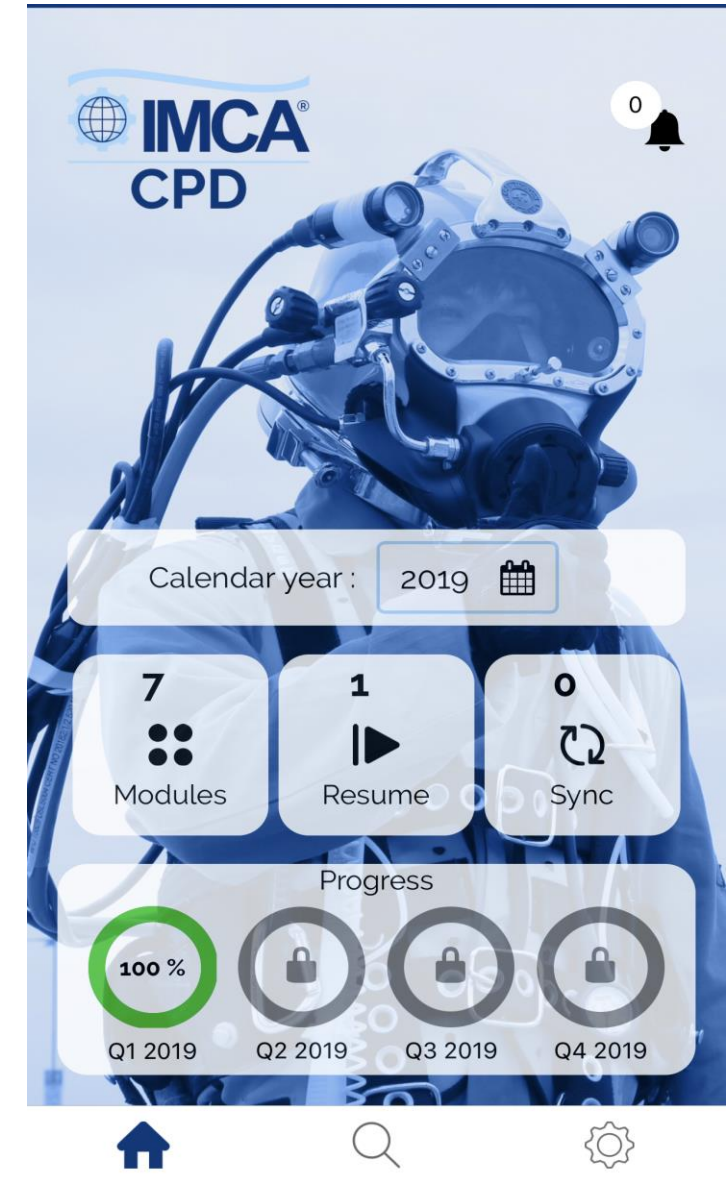 IMCA®
CPD
0
Calendar year : 2019
7 1 0
Modules Resume Sync
Progress
100 %
Q1 2019 Q2 2019 Q3 2019 Q4 2019